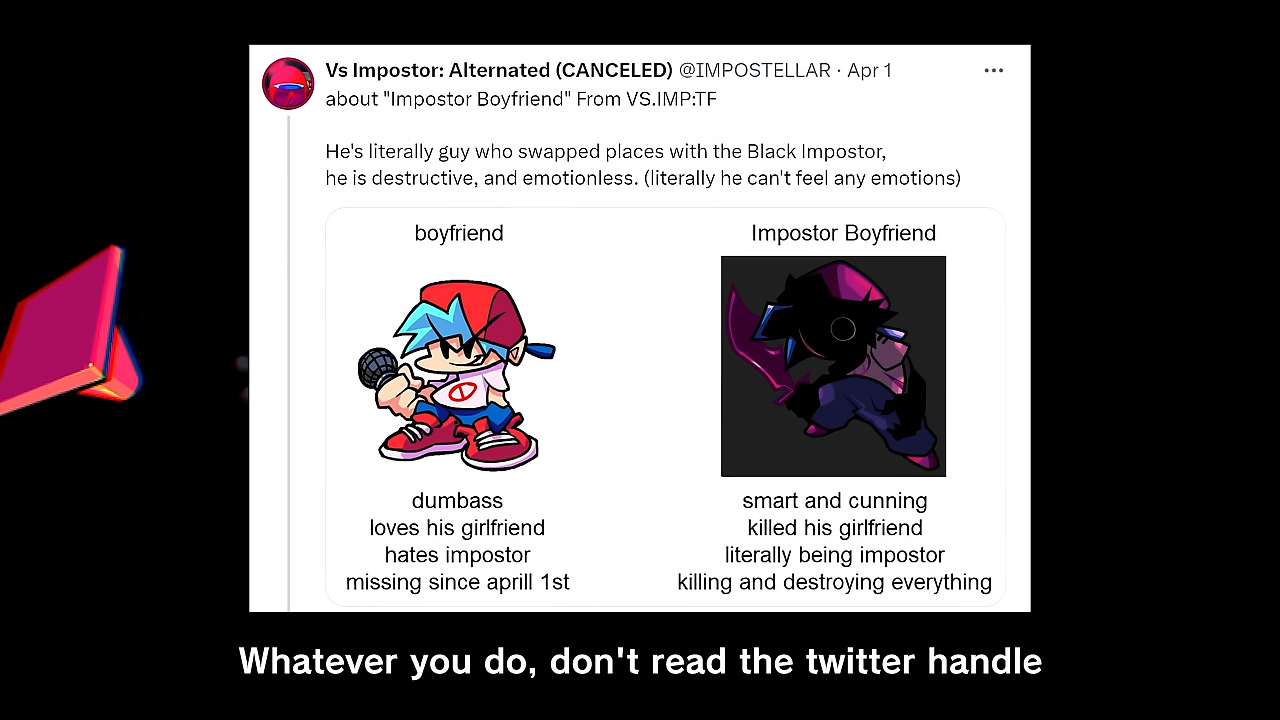 Vs Impostor: Alternated (CANCELED) @IMPOSTELLAR · Apr 1
about "Impostor Boyfriend" From VS.IMP:TF
He's literally guy who swapped places with the Black Impostor,
he is destructive, and emotionless. (literally he can't feel any emotions)
boyfriend
Impostor Boyfriend
dumbass
loves his girlfriend
hates impostor
missing since aprill 1st
smart and cunning
killed his girlfriend
literally being impostor
killing and destroying everything
Whatever you do, don't read the twitter handle